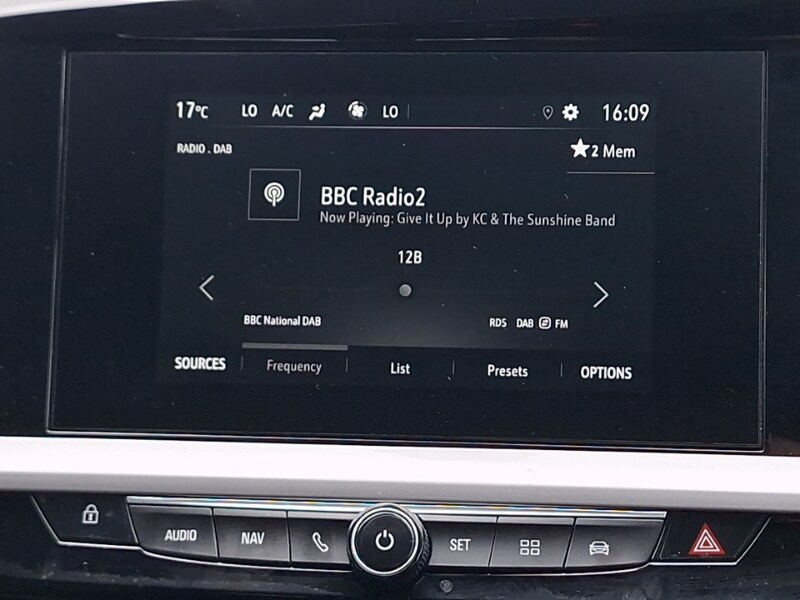 17°C LO A/C LO 16:09
RADIO . DAB
2 Mem
BBC Radio2
Now Playing: Give It Up by KC & The Sunshine Band
12B
BBC National DAB
RDS DAB FM
SOURCES Frequency List Presets OPTIONS
AUDIO NAV SET